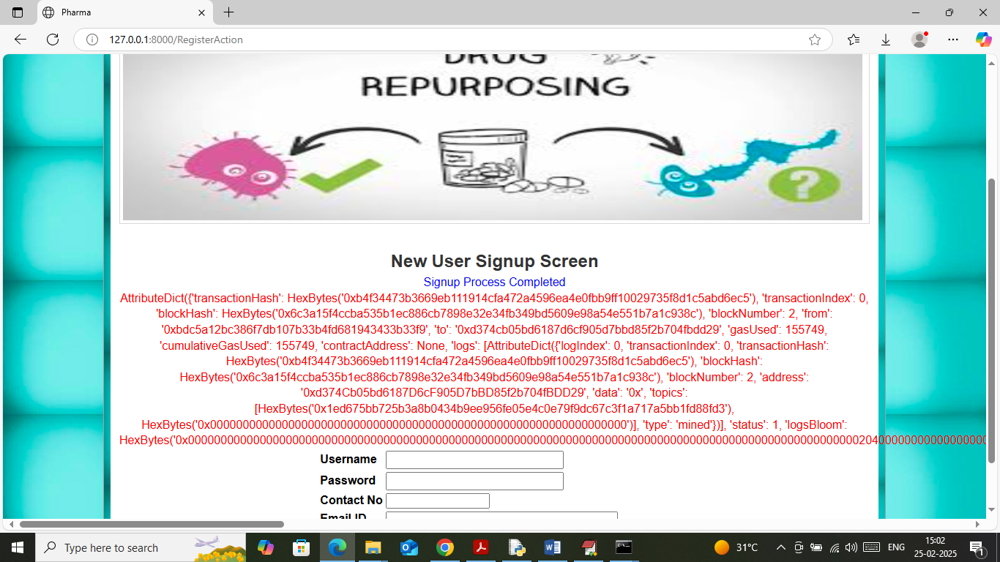 Pharma
127.0.0.1:8000/RegisterAction
DRUG
REPURPOSING
?
New User Signup Screen
Signup Process Completed
AttributeDict({'transactionHash': HexBytes('0xb4f34473b3669eb111914cfa472a4596ea4e0fbb9ff10029735f8d1c5abd6ec5'), 'transactionIndex': 0,
'blockHash': HexBytes('0x6c3a15f4ccba535b1ec886cb7898e32e34fb349bd5609e98a54e551b7a1c938c'), 'blockNumber': 2, 'from':
'0xbdc5a12bc386f7db107b33b4fd681943433b33f9', 'to': '0xd374cb05bd6187d6cf905d7bbd85f2b704fbdd29', 'gasUsed': 155749,
'cumulativeGasUsed': 155749, 'contractAddress': None, 'logs': [AttributeDict({'logIndex': 0, 'transactionIndex': 0, 'transactionHash':
HexBytes('0xb4f34473b3669eb111914cfa472a4596ea4e0fbb9ff10029735f8d1c5abd6ec5'), 'blockHash':
HexBytes('0x6c3a15f4ccba535b1ec886cb7898e32e34fb349bd5609e98a54e551b7a1c938c'), 'blockNumber': 2, 'address':
'0xd374Cb05bd6187D6cF905D7bBD85f2b704fBDD29', 'data': '0x', 'topics':
[HexBytes('0x1ed675bb725b3a8b0434b9ee956fe05e4c0e79f9dc67c3f1a717a5bb1fd88fd3'),
HexBytes('0x0000000000000000000000000000000000000000000000000000000000000000')], 'type': 'mined'})], 'status': 1, 'logsBloom':
Username
Password
Contact No
Email ID
Type here to search
31°C
ENG
15:02
25-02-2025
1